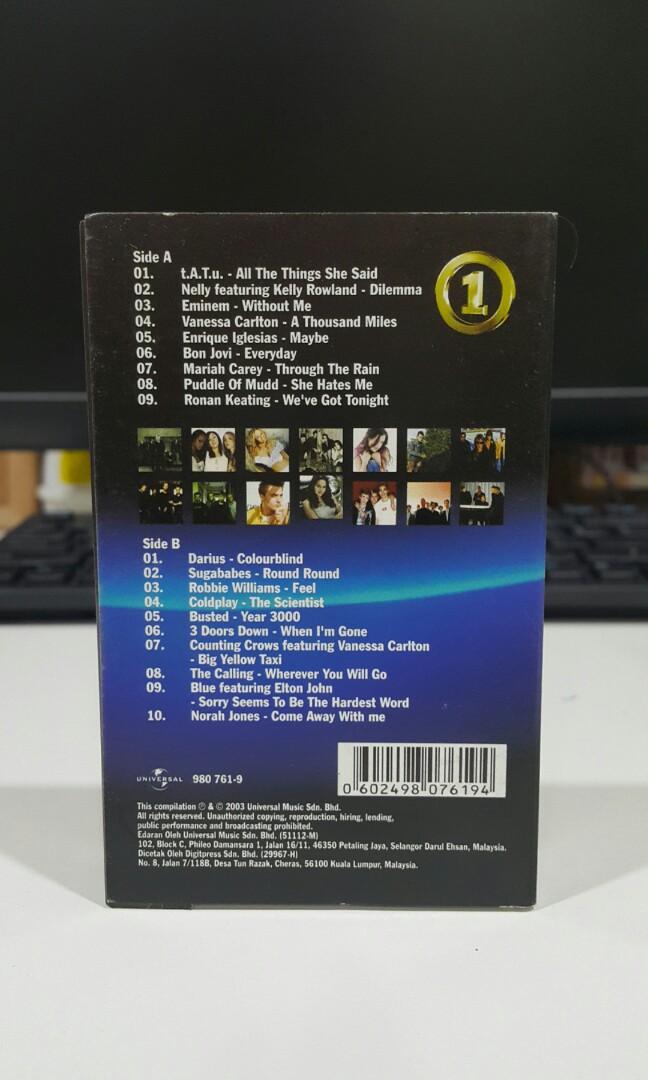 Side A
01. t.A.T.u. - All The Things She Said
02. Nelly featuring Kelly Rowland - Dilemma
03. Eminem - Without Me
04. Vanessa Carlton - A Thousand Miles
05. Enrique Iglesias - Maybe
06. Bon Jovi - Everyday
07. Mariah Carey - Through The Rain
08. Puddle Of Mudd - She Hates Me
09. Ronan Keating - We've Got Tonight
1
Side B
01. Darius - Colourblind
02. Sugababes - Round Round
03. Robbie Williams - Feel
04. Coldplay - The Scientist
05. Busted - Year 3000
06. 3 Doors Down - When I'm Gone
07. Counting Crows featuring Vanessa Carlton
- Big Yellow Taxi
08. The Calling - Wherever You Will Go
09. Blue featuring Elton John
- Sorry Seems To Be The Hardest Word
10. Norah Jones - Come Away With me
UNIVERSAL 980 761-9
0 602498 076194
This compilation ℗ & © 2003 Universal Music Sdn. Bhd.
All rights reserved. Unauthorized copying, reproduction, hiring, lending,
public performance and broadcasting prohibited.
Edaran Oleh Universal Music Sdn. Bhd. (51112-M)
102, Block C, Phileo Damansara 1, Jalan 16/11, 46350 Petaling Jaya, Selangor Darul Ehsan, Malaysia.
Dicetak Oleh Digitpress Sdn. Bhd. (29967-H)
No. 8, Jalan 7/118B, Desa Tun Razak, Cheras, 56100 Kuala Lumpur, Malaysia.